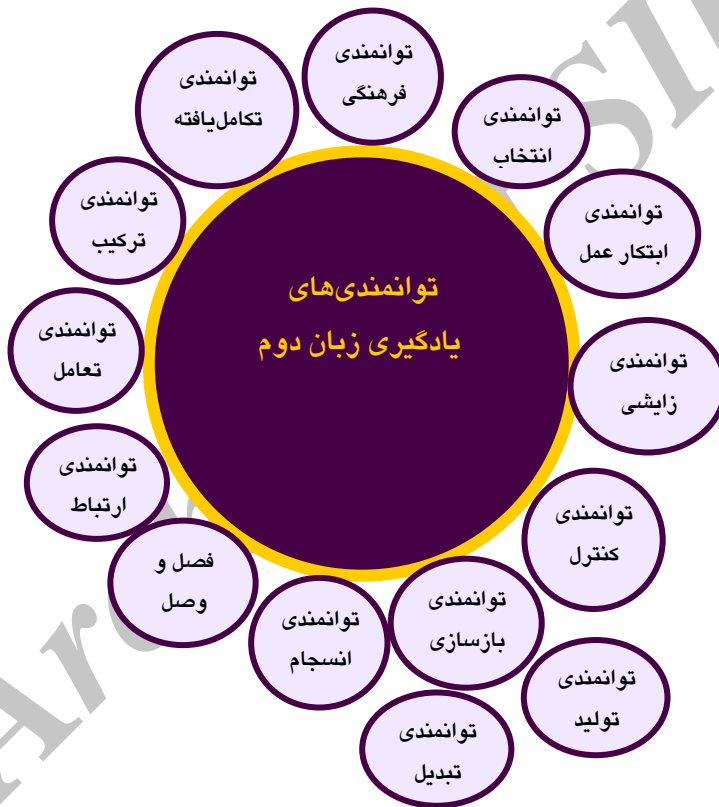 توانمندی‌های
یادگیری زبان دوم
توانمندی
فرهنگی
توانمندی
انتخاب
توانمندی
ابتکار عمل
توانمندی
زایشی
توانمندی
کنترل
توانمندی
تولید
توانمندی
بازسازی
توانمندی
تبدیل
توانمندی
انسجام
فصل و
وصل
توانمندی
ارتباط
توانمندی
تعامل
توانمندی
ترکیب
توانمندی
تکامل‌یافته